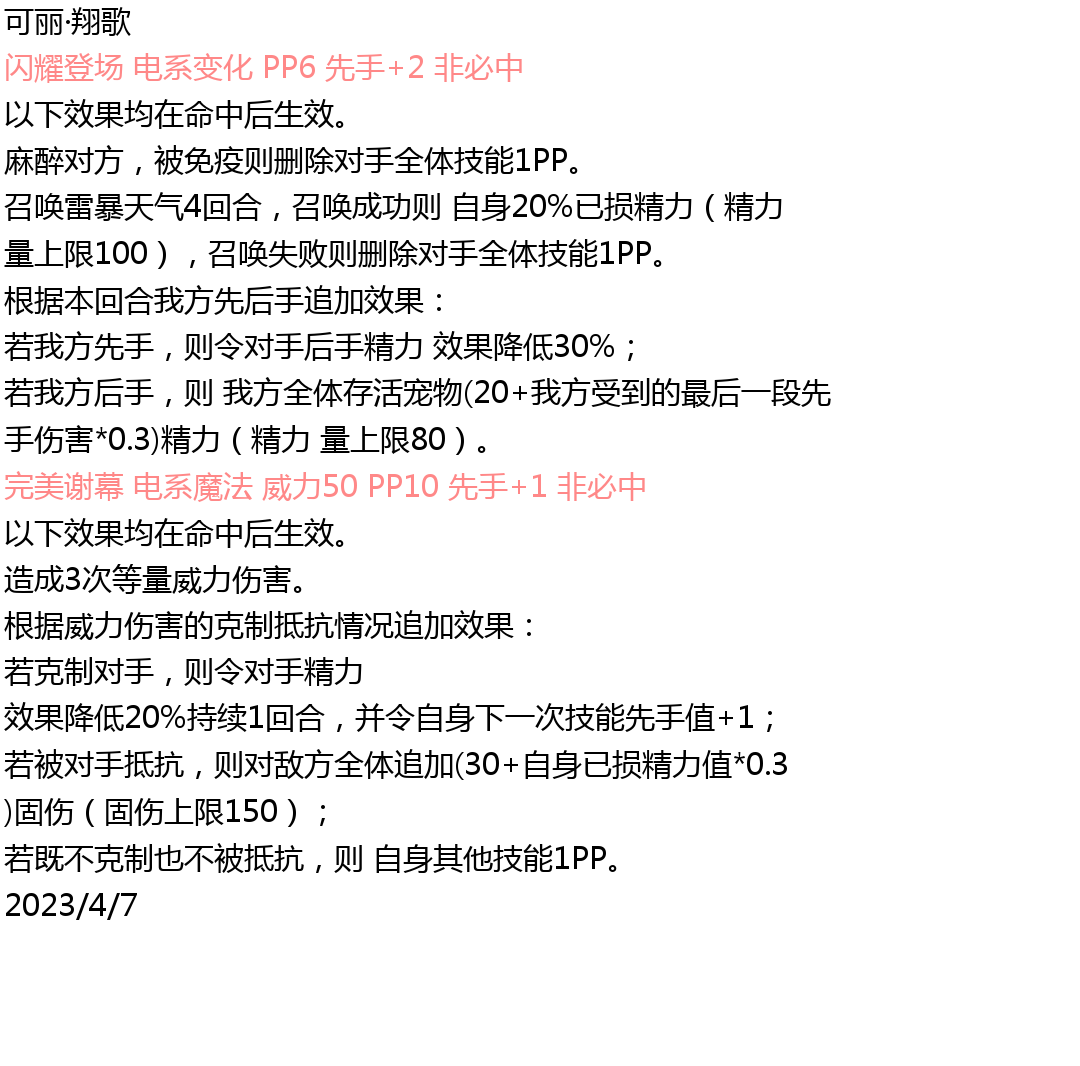 可丽·翔歌
闪耀登场 电系变化 PP6 先手+2 非必中
以下效果均在命中后生效。
麻醉对方，被免疫则删除对手全体技能1PP。
召唤雷暴天气4回合，召唤成功则 自身20%已损精力（精力
量上限100），召唤失败则删除对手全体技能1PP。
根据本回合我方先后手追加效果：
若我方先手，则令对手后手精力 效果降低30%；
若我方后手，则 我方全体存活宠物(20+我方受到的最后一段先
手伤害*0.3)精力（精力 量上限80）。
完美谢幕 电系魔法 威力50 PP10 先手+1 非必中
以下效果均在命中后生效。
造成3次等量威力伤害。
根据威力伤害的克制抵抗情况追加效果：
若克制对手，则令对手精力
效果降低20%持续1回合，并令自身下一次技能先手值+1；
若被对手抵抗，则对敌方全体追加(30+自身已损精力值*0.3
)固伤（固伤上限150）；
若既不克制也不被抵抗，则 自身其他技能1PP。
2023/4/7